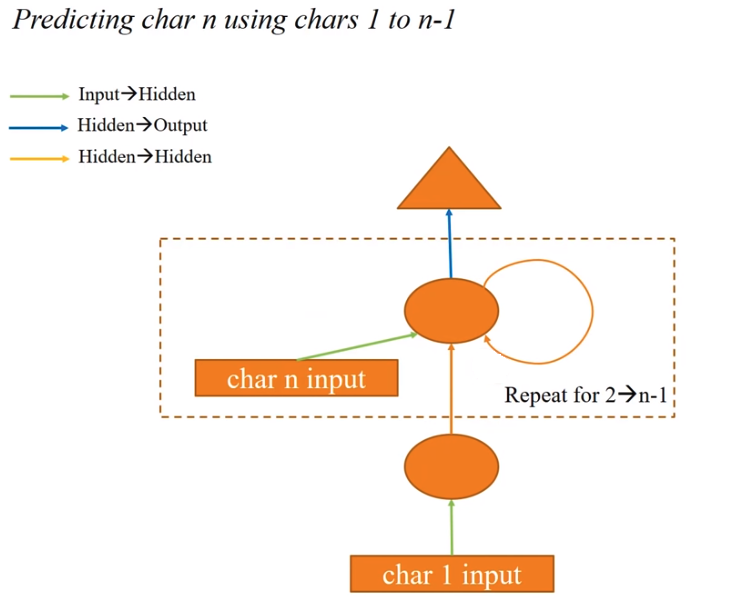 Predicting char n using chars 1 to n-1
Input→Hidden
Hidden→Output
Hidden→Hidden
char n input
Repeat for 2→n-1
char 1 input